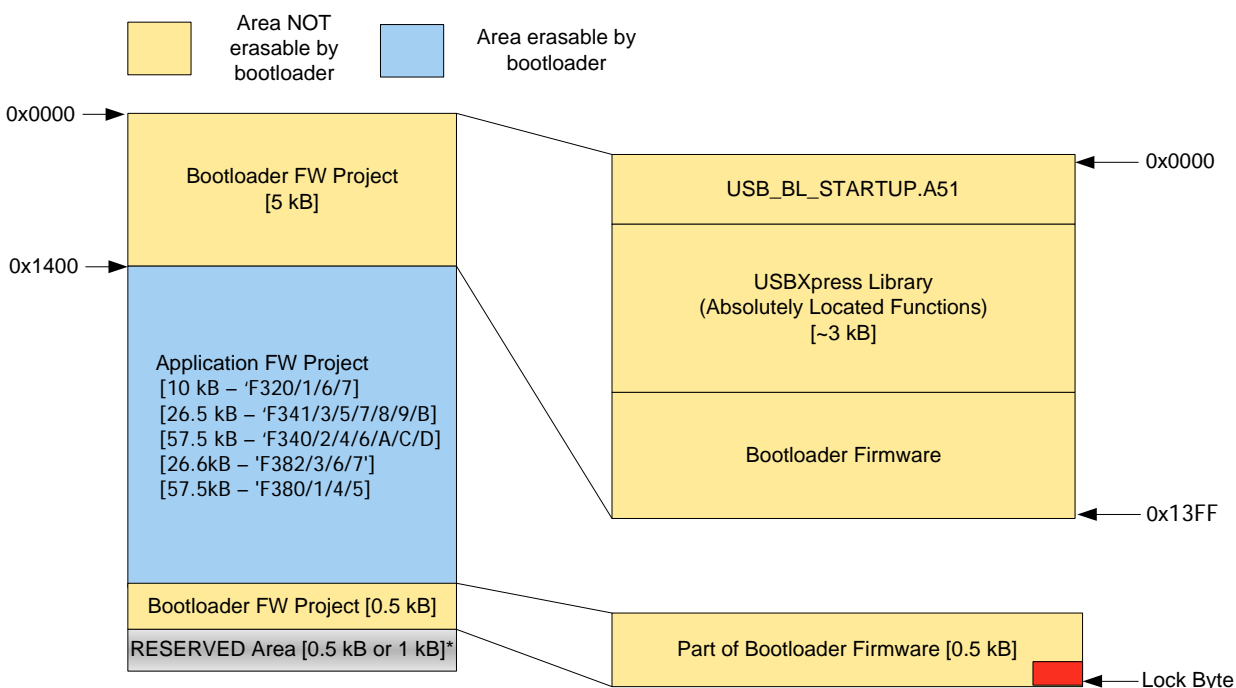 Area NOT
erasable by
bootloader
Area erasable by
bootloader
0x0000
Bootloader FW Project
[5 kB]
0x1400
Application FW Project
[10 kB – ‘F320/1/6/7]
[26.5 kB – ‘F341/3/5/7/8/9/B]
[57.5 kB – ‘F340/2/4/6/A/C/D]
[26.6kB – 'F382/3/6/7']
[57.5kB – 'F380/1/4/5]
Bootloader FW Project [0.5 kB]
RESERVED Area [0.5 kB or 1 kB]*
0x0000
USB_BL_STARTUP.A51
USBXpress Library
(Absolutely Located Functions)
[~3 kB]
Bootloader Firmware
0x13FF
Part of Bootloader Firmware [0.5 kB]
Lock Byte